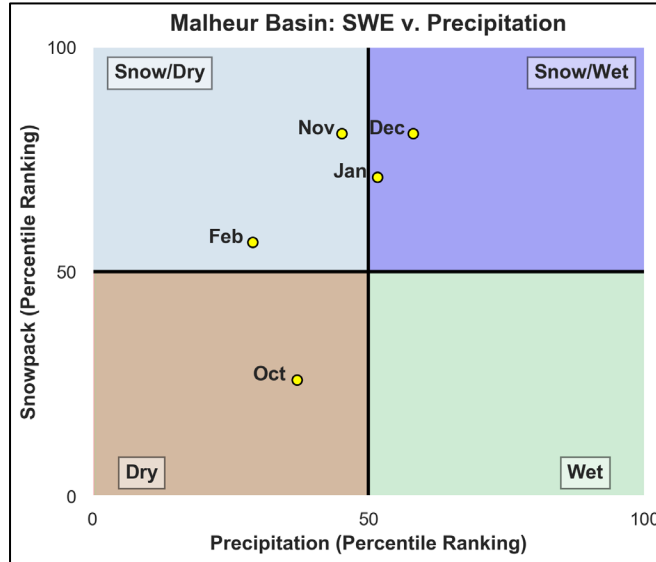 Malheur Basin: SWE v. Precipitation
100
Snow/Dry
Snow/Wet
Nov
Dec
Jan
Feb
50
Oct
Dry
Wet
0
0
50
100
Snowpack (Percentile Ranking)
Precipitation (Percentile Ranking)